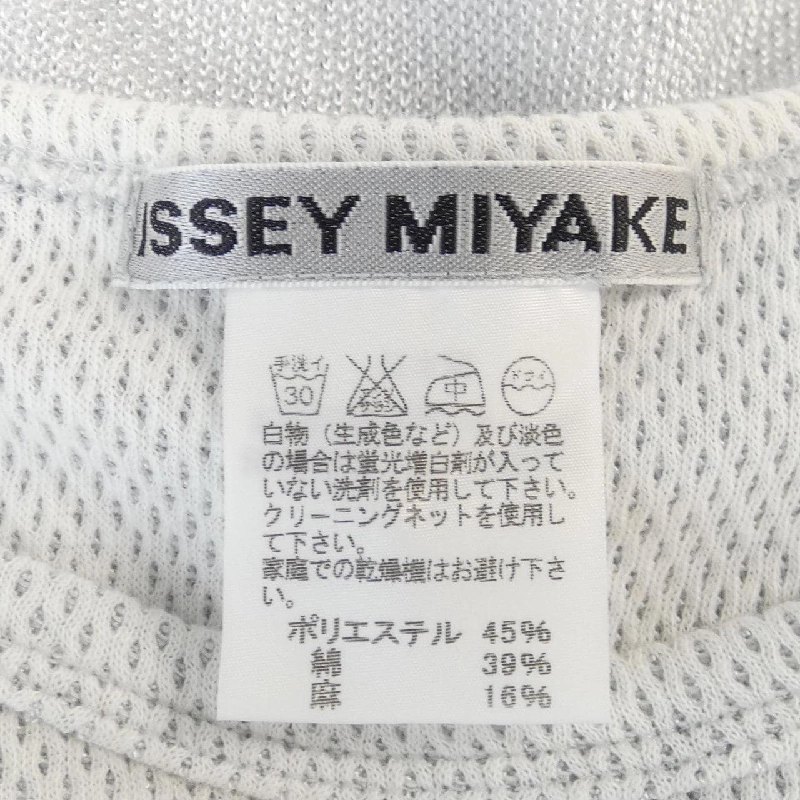 ISSEY MIYAKE
手洗イ
30
中
ドライ
白物（生成色など）及び淡色
の場合は蛍光増白剤が入って
いない洗剤を使用して下さい。
クリーニングネットを使用し
て下さい。
家庭での乾燥機はお避け下さ
い。
ポリエステル 45%
綿 39%
麻 16%